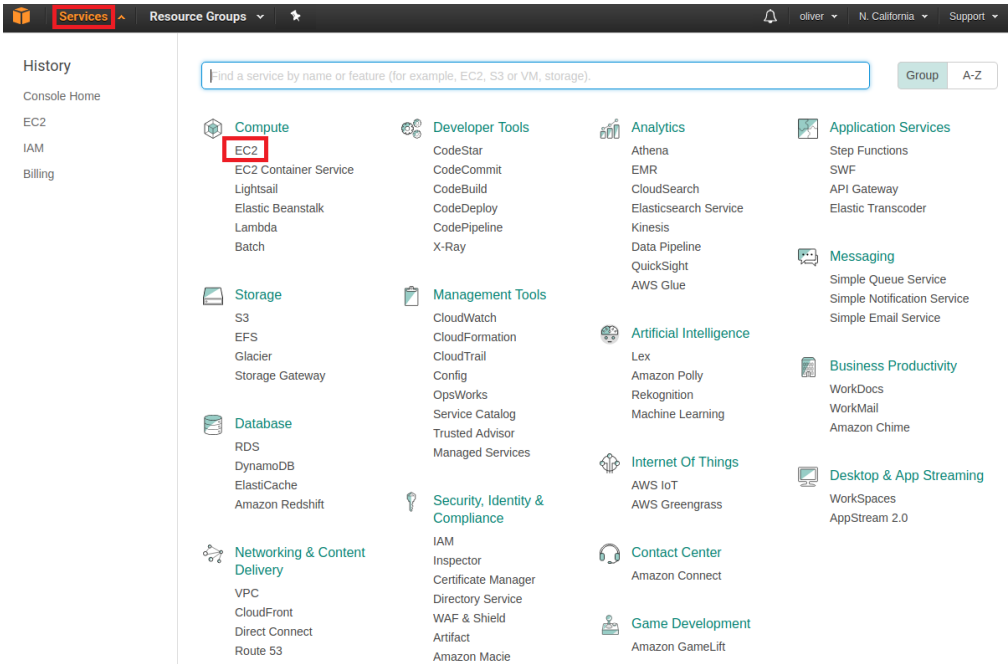 Services
Resource Groups
oliver
N. California
Support
History
Console Home
EC2
IAM
Billing
Find a service by name or feature (for example, EC2, S3 or VM, storage).
Group
A-Z
Compute
EC2
EC2 Container Service
Lightsail
Elastic Beanstalk
Lambda
Batch
Storage
S3
EFS
Glacier
Storage Gateway
Database
RDS
DynamoDB
ElastiCache
Amazon Redshift
Networking & Content
Delivery
VPC
CloudFront
Direct Connect
Route 53
Developer Tools
CodeStar
CodeCommit
CodeBuild
CodeDeploy
CodePipeline
X-Ray
Management Tools
CloudWatch
CloudFormation
CloudTrail
Config
OpsWorks
Service Catalog
Trusted Advisor
Managed Services
Security, Identity &
Compliance
IAM
Inspector
Certificate Manager
Directory Service
WAF & Shield
Artifact
Amazon Macie
Analytics
Athena
EMR
CloudSearch
Elasticsearch Service
Kinesis
Data Pipeline
QuickSight
AWS Glue
Artificial Intelligence
Lex
Amazon Polly
Rekognition
Machine Learning
Internet Of Things
AWS IoT
AWS Greengrass
Contact Center
Amazon Connect
Game Development
Amazon GameLift
Application Services
Step Functions
SWF
API Gateway
Elastic Transcoder
Messaging
Simple Queue Service
Simple Notification Service
Simple Email Service
Business Productivity
WorkDocs
WorkMail
Amazon Chime
Desktop & App Streaming
WorkSpaces
AppStream 2.0